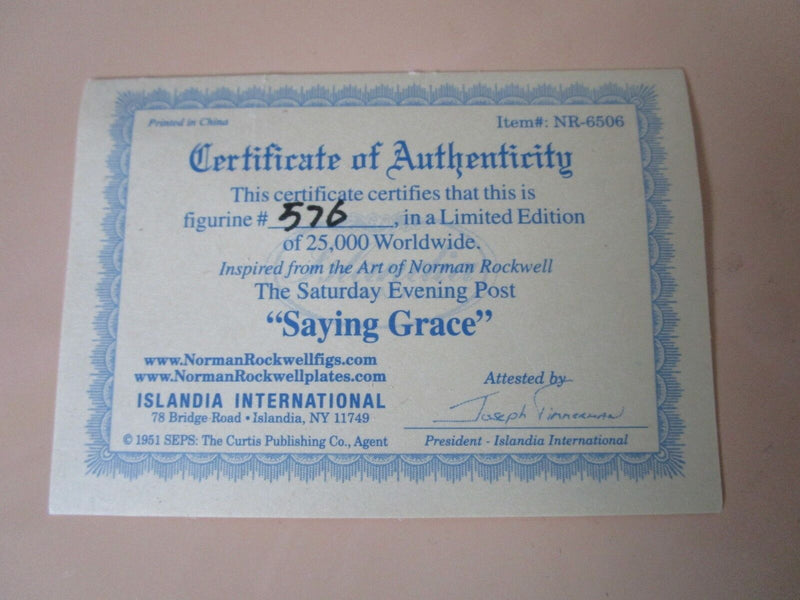 Printed in China
Item#: NR-6506
Certificate of Authenticity
This certificate certifies that this is
figurine # 576, in a Limited Edition
of 25,000 Worldwide.
Inspired from the Art of Norman Rockwell
The Saturday Evening Post
“Saying Grace”
www.NormanRockwellfigs.com
www.NormanRockwellplates.com
ISLANDIA INTERNATIONAL
78 Bridge Road • Islandia, NY 11749
© 1951 SEPS: The Curtis Publishing Co., Agent
Attested by
Joseph Timmerman
President - Islandia International